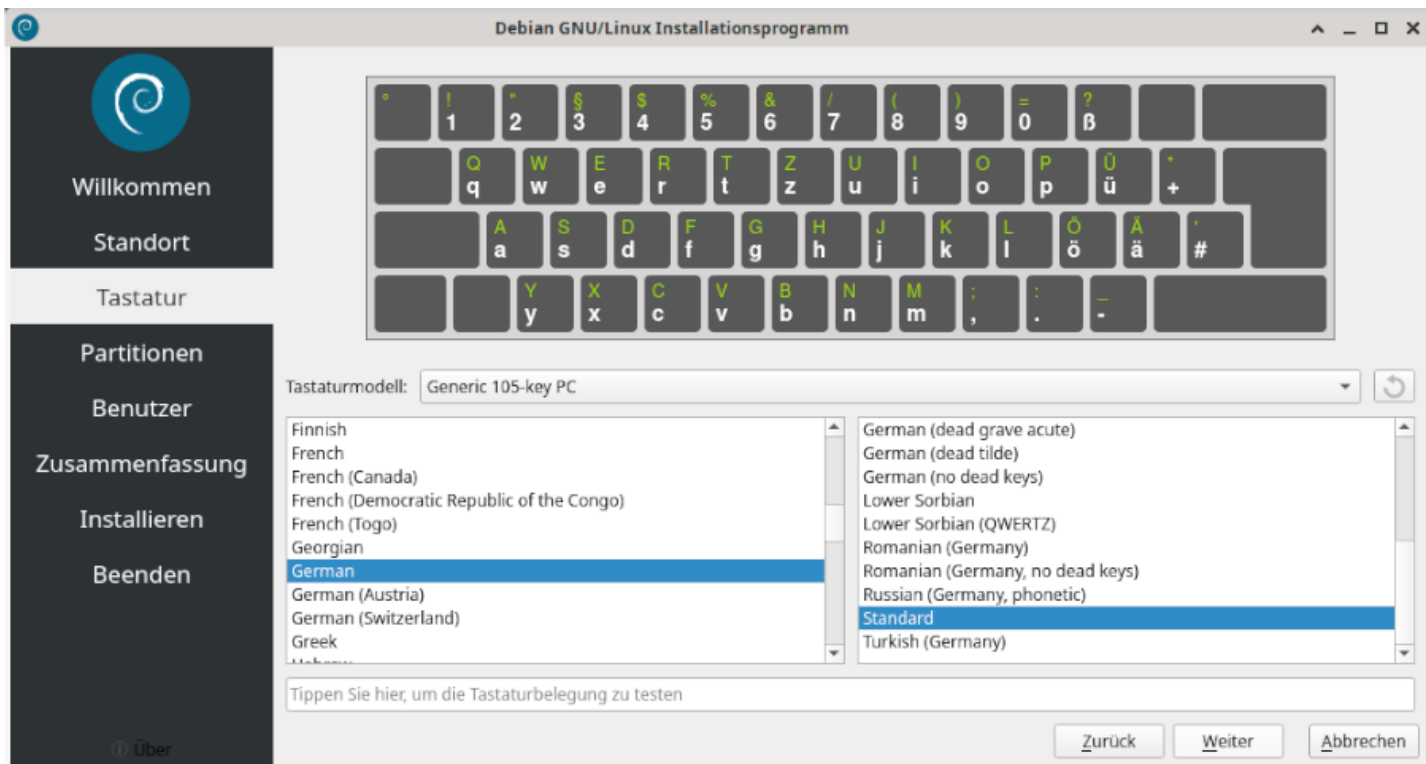 Debian GNU/Linux Installationsprogramm
Willkommen
Standort
Tastatur
Partitionen
Benutzer
Zusammenfassung
Installieren
Beenden
Über
° ! " § $ % & / ( ) = ?
1 2 3 4 5 6 7 8 9 0 ß
Q W E R T Z U I O P Ü *
q w e r t z u i o p ü +
A S D F G H J K L Ö Ä '
a s d f g h j k l ö ä #
Y X C V B N M ; : _
y x c v b n m , . -
Tastaturmodell: Generic 105-key PC
Finnish
French
French (Canada)
French (Democratic Republic of the Congo)
French (Togo)
Georgian
German
German (Austria)
German (Switzerland)
Greek
German (dead grave acute)
German (dead tilde)
German (no dead keys)
Lower Sorbian
Lower Sorbian (QWERTZ)
Romanian (Germany)
Romanian (Germany, no dead keys)
Russian (Germany, phonetic)
Standard
Turkish (Germany)
Tippen Sie hier, um die Tastaturbelegung zu testen
Zurück Weiter Abbrechen